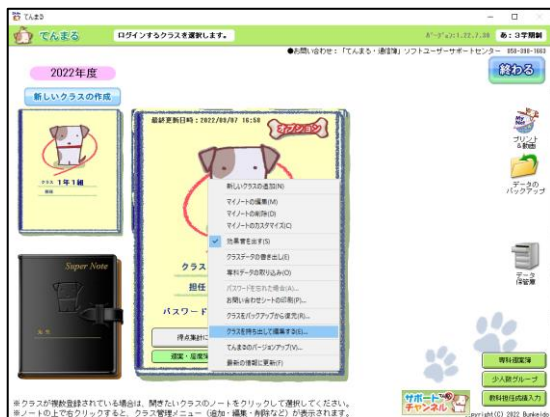 てんまる
てんまる
ログインするクラスを選択します。
ﾊﾞｰｼﾞｮﾝ:1.22.7.30
あ：３学期制
●お問い合わせ：「てんまる・通信簿」ソフトユーザーサポートセンター
終わる
2022年度
新しいクラスの作成
最終更新日時：2022/09/07 16:50
オプション
クラス 1年1組
Super Note
クラス
担任
パスワード
得点集計に
新しいクラスの追加(N)
マイノートの編集(M)
マイノートの削除(D)
マイノートのカスタマイズ(C)
効果音を出す(S)
クラスデータの書き出し(E)
専科データの取り込み(O)
パスワードを忘れた場合(A)...
お問い合わせシートの印刷(P)...
クラスをバックアップから復元(R)...
クラスを持ち出して編集する(G)...
てんまるのバージョンアップ(V)...
最新の情報に更新(F)
プリント
&動画
データの
バックアップ
データ
保管庫
専科週案簿
少人数グループ
教科担任成績入力
サポート
チャンネル
※クラスが複数登録されている場合は、開きたいクラスのノートをクリックして選択してください。
※ノートの上で右クリックすると、クラス管理メニュー（追加・編集・削除など）が表示されます。
Copyright(C) 2022 Bunkeido